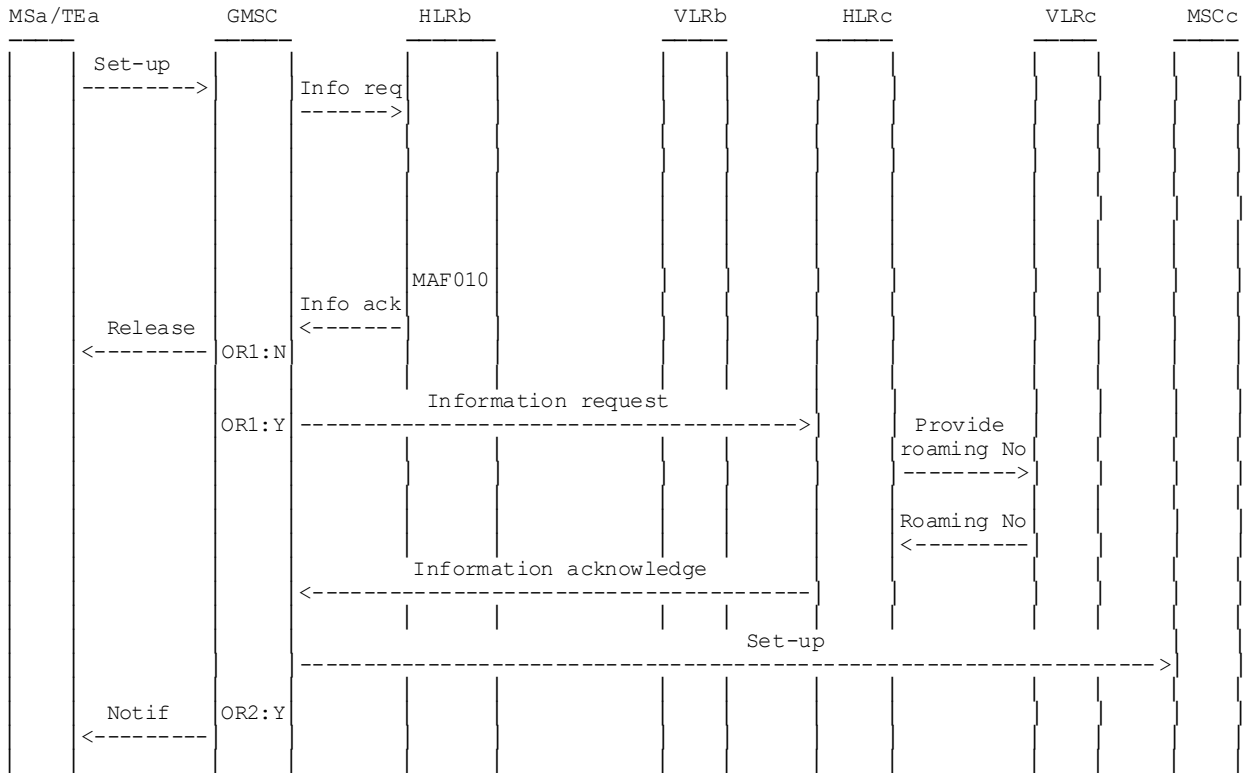 MSa/TEa GMSC HLRb VLRb HLRc VLRc MSCc
Set-up
Info req
MAF010
Info ack
Release
OR1:N
Information request
OR1:Y Provide
roaming No
Roaming No
Information acknowledge
Set-up
Notif OR2:Y